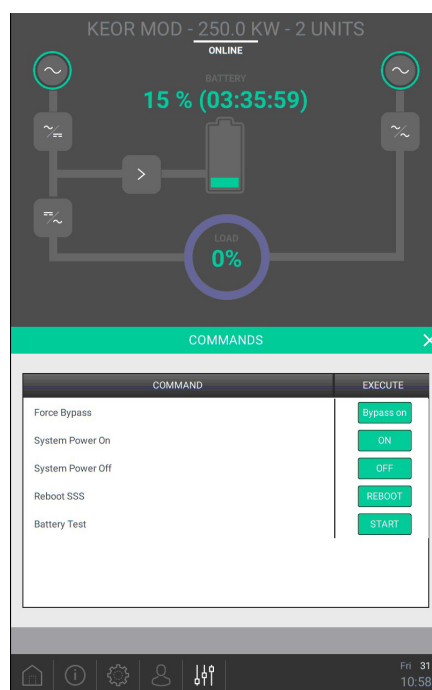 KEOR MOD - 250.0 KW - 2 UNITS
ONLINE
BATTERY
15 % (03:35:59)
LOAD
0%
COMMANDS
COMMAND EXECUTE
Force Bypass Bypass on
System Power On ON
System Power Off OFF
Reboot SSS REBOOT
Battery Test START
Fri 31
10:58